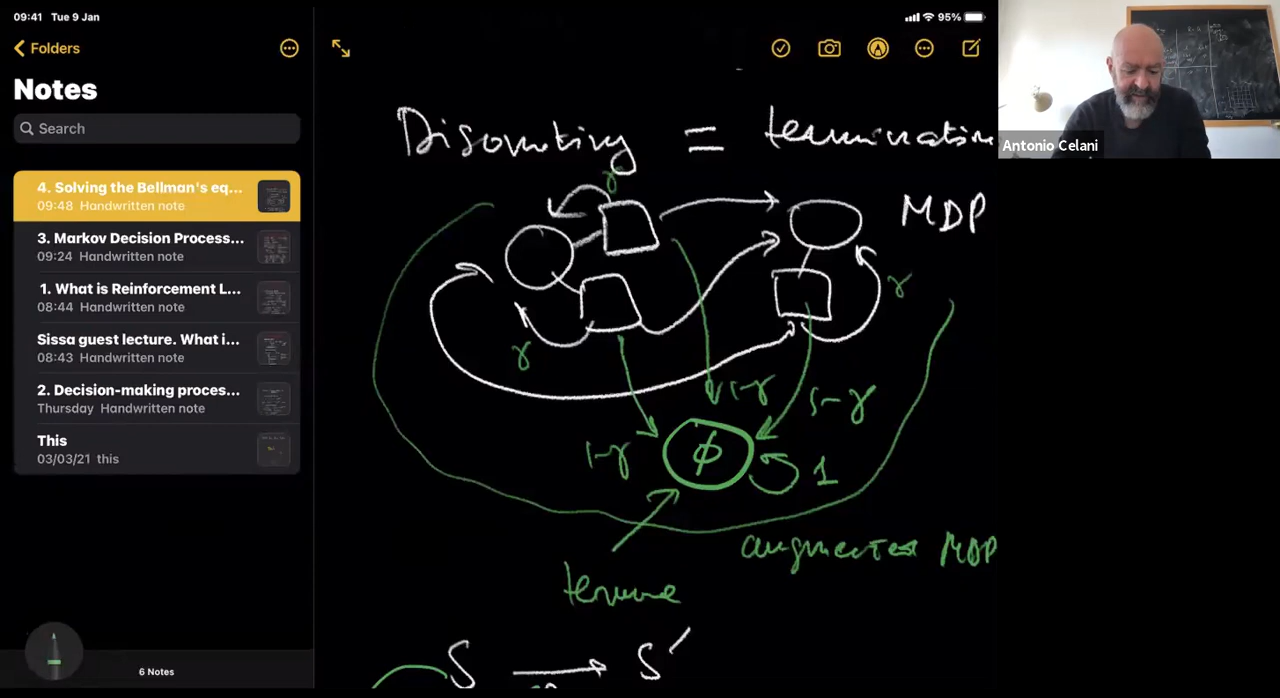 09:41 Tue 9 Jan
95%
Folders
Notes
Search
4. Solving the Bellman's eq...
09:48 Handwritten note
3. Markov Decision Process...
09:24 Handwritten note
1. What is Reinforcement L...
08:44 Handwritten note
Sissa guest lecture. What i...
08:43 Handwritten note
2. Decision-making proces...
Thursday Handwritten note
This
03/03/21 this
6 Notes
Antonio Celani
Discounting = termination
γ
MDP
γ
γ
1-γ
1-γ
1-γ
φ
1
augmented MDP
S → S'